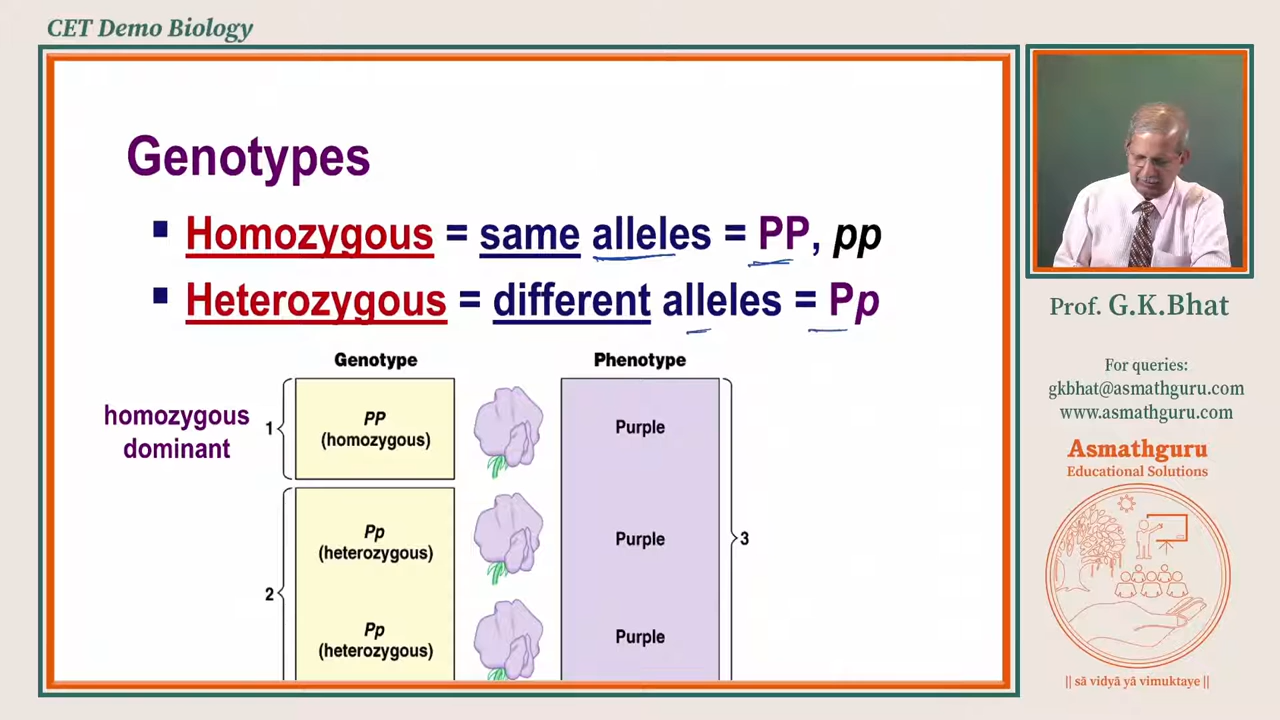 CET Demo Biology
Genotypes
▪ Homozygous = same alleles = PP, pp
▪ Heterozygous = different alleles = Pp
Genotype
Phenotype
homozygous
dominant
1
PP
(homozygous)
Purple
2
Pp
(heterozygous)
Purple
3
Pp
(heterozygous)
Purple
Prof. G.K.Bhat
For queries:
gkbhat@asmathguru.com
www.asmathguru.com
Asmathguru
Educational Solutions
|| sā vidyā yā vimuktaye ||